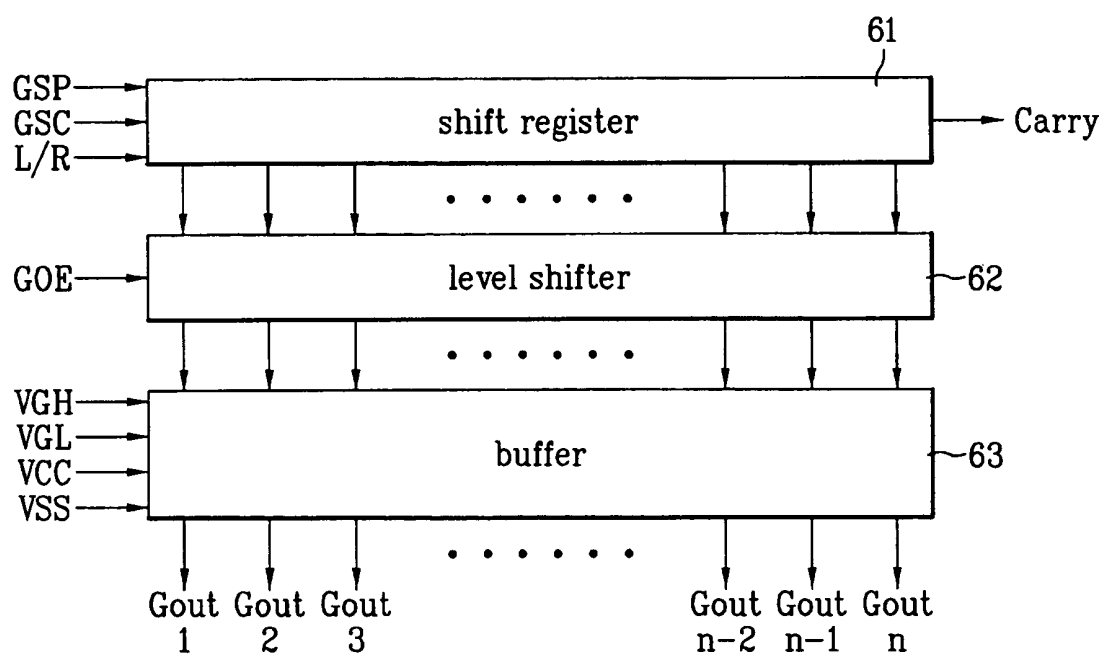 61
GSP
GSC
L/R
shift register
Carry
GOE
level shifter
62
VGH
VGL
VCC
VSS
buffer
63
Gout Gout Gout Gout Gout Gout
1 2 3 n-2 n-1 n